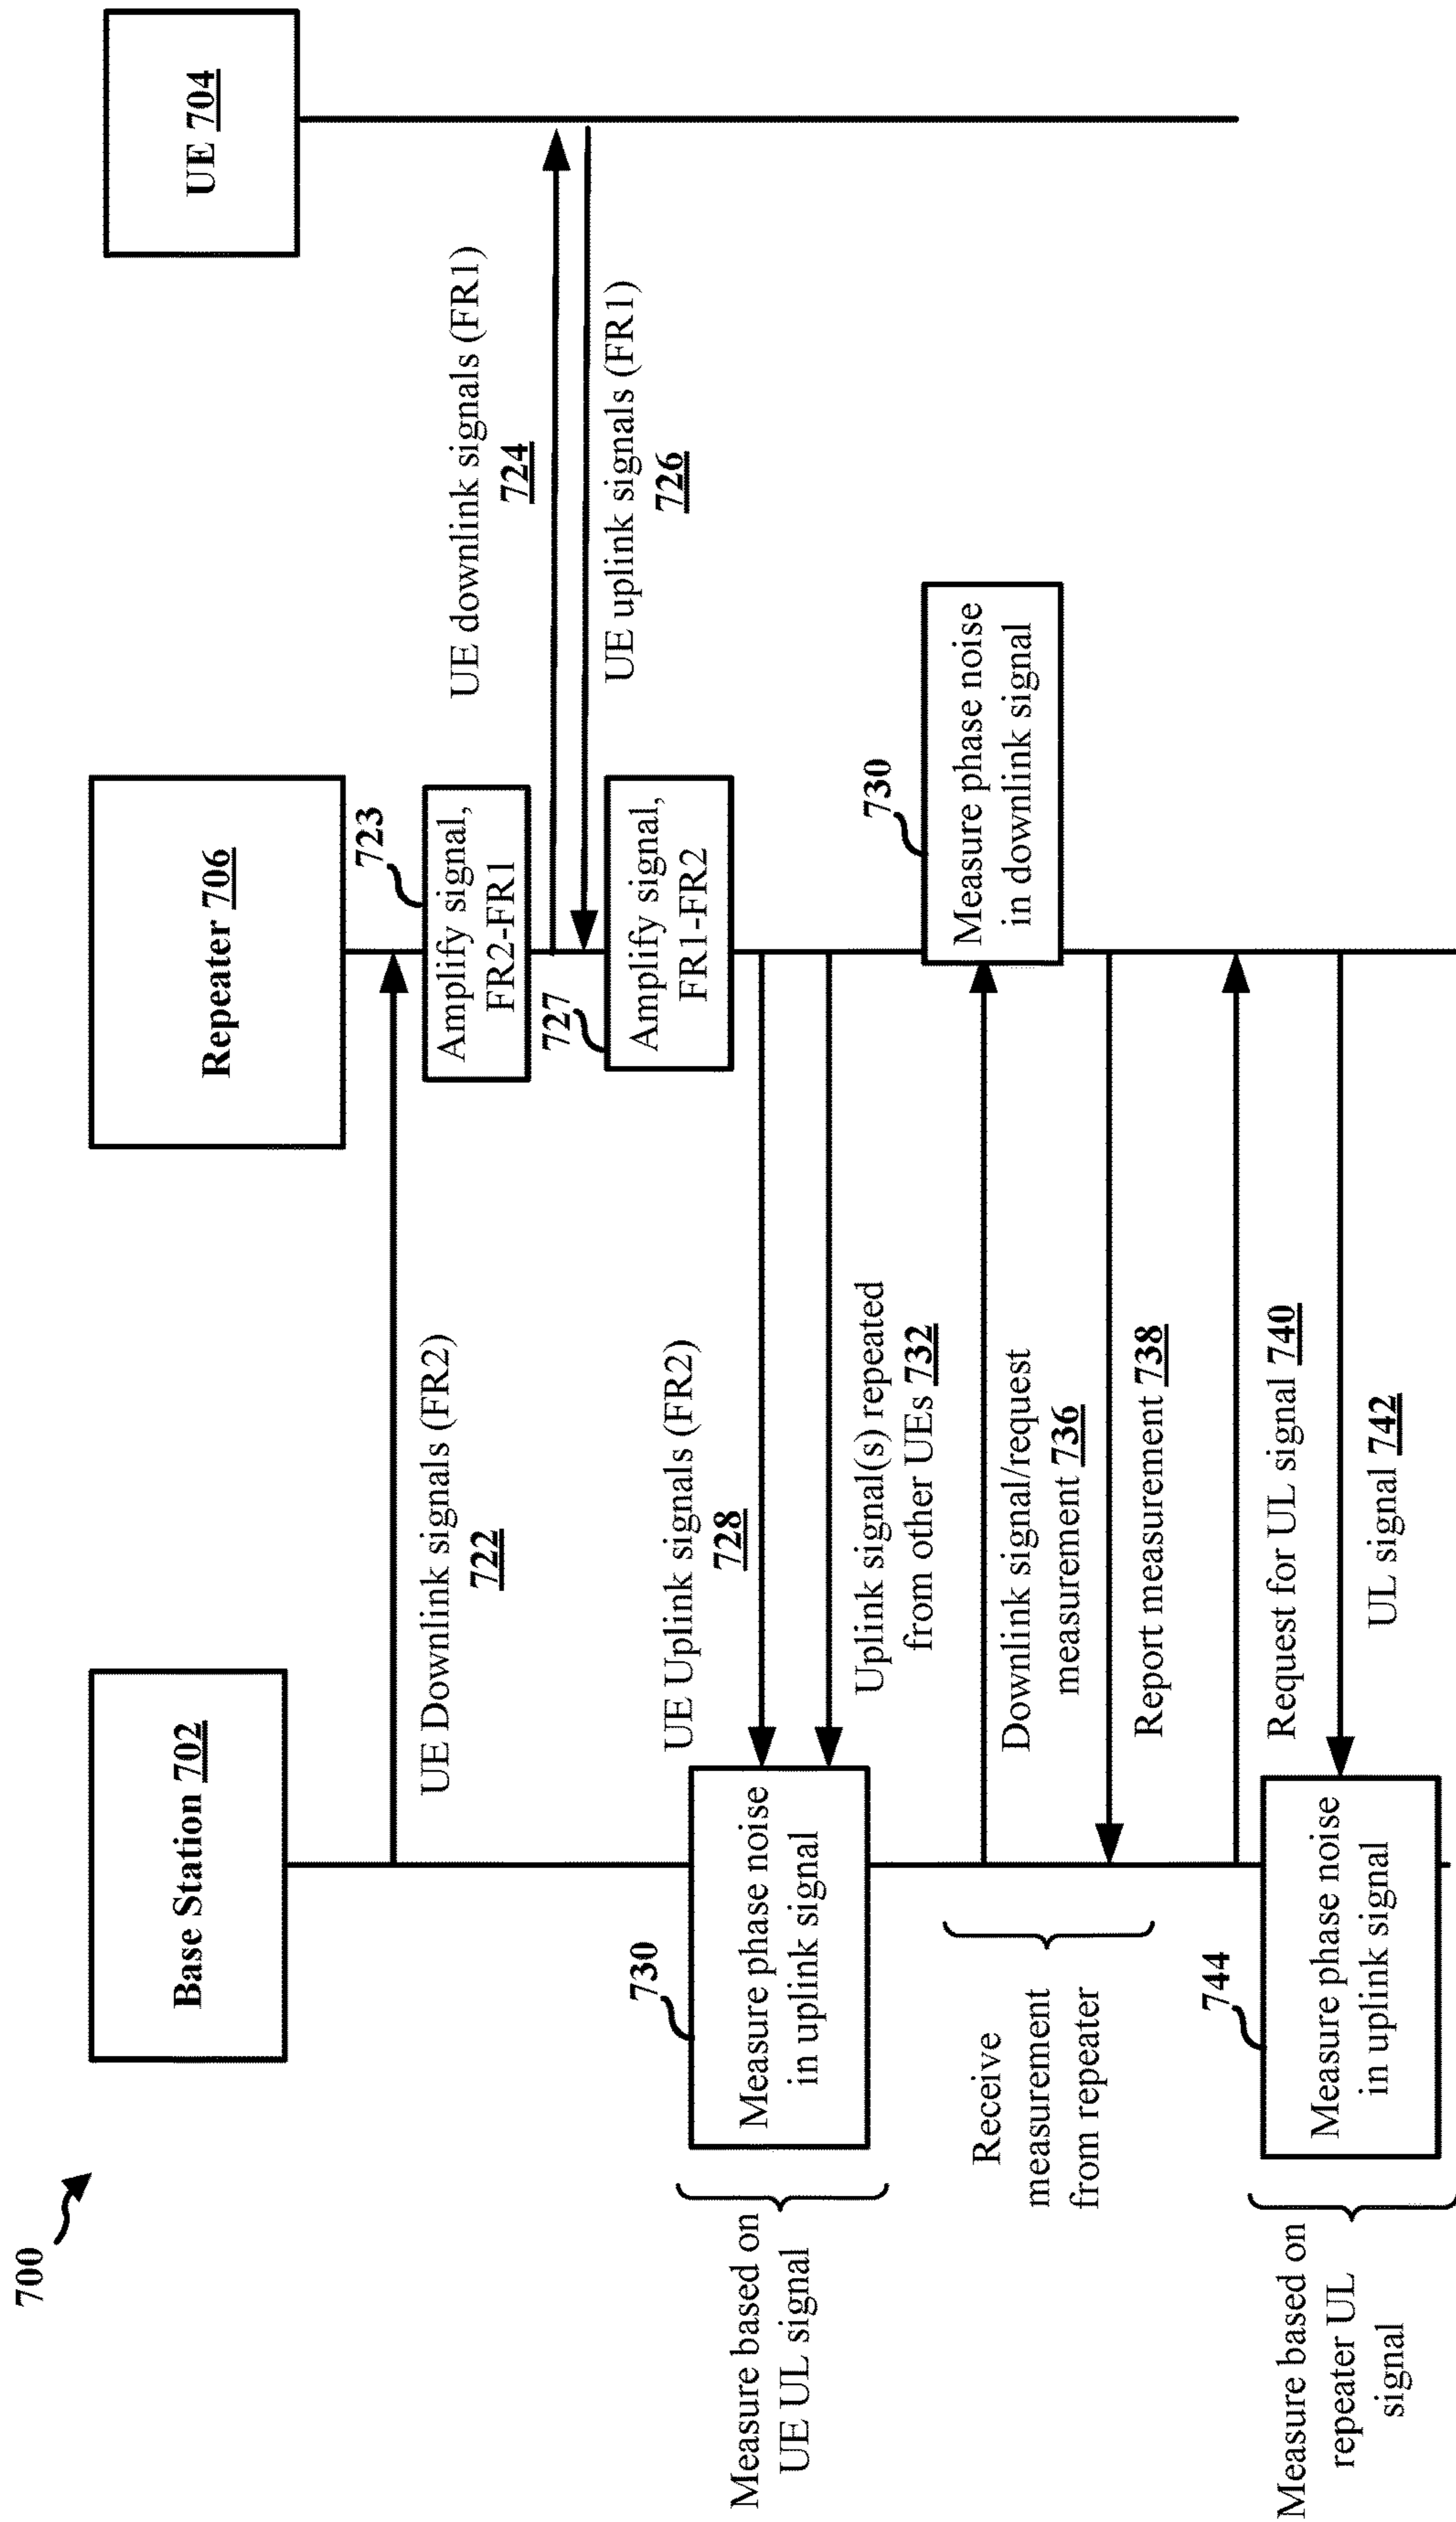 700
Base Station 702
Repeater 706
UE 704
UE Downlink signals (FR2)
722
723
Amplify signal,
FR2-FR1
UE downlink signals (FR1)
724
UE uplink signals (FR1)
726
727
Amplify signal,
FR1-FR2
UE Uplink signals (FR2)
728
Measure based on
UE UL signal
730
Measure phase noise
in uplink signal
Uplink signal(s) repeated
from other UEs 732
730
Measure phase noise
in downlink signal
Receive
measurement
from repeater
Downlink signal/request
measurement 736
Report measurement 738
Request for UL signal 740
Measure based on
repeater UL
signal
744
Measure phase noise
in uplink signal
UL signal 742